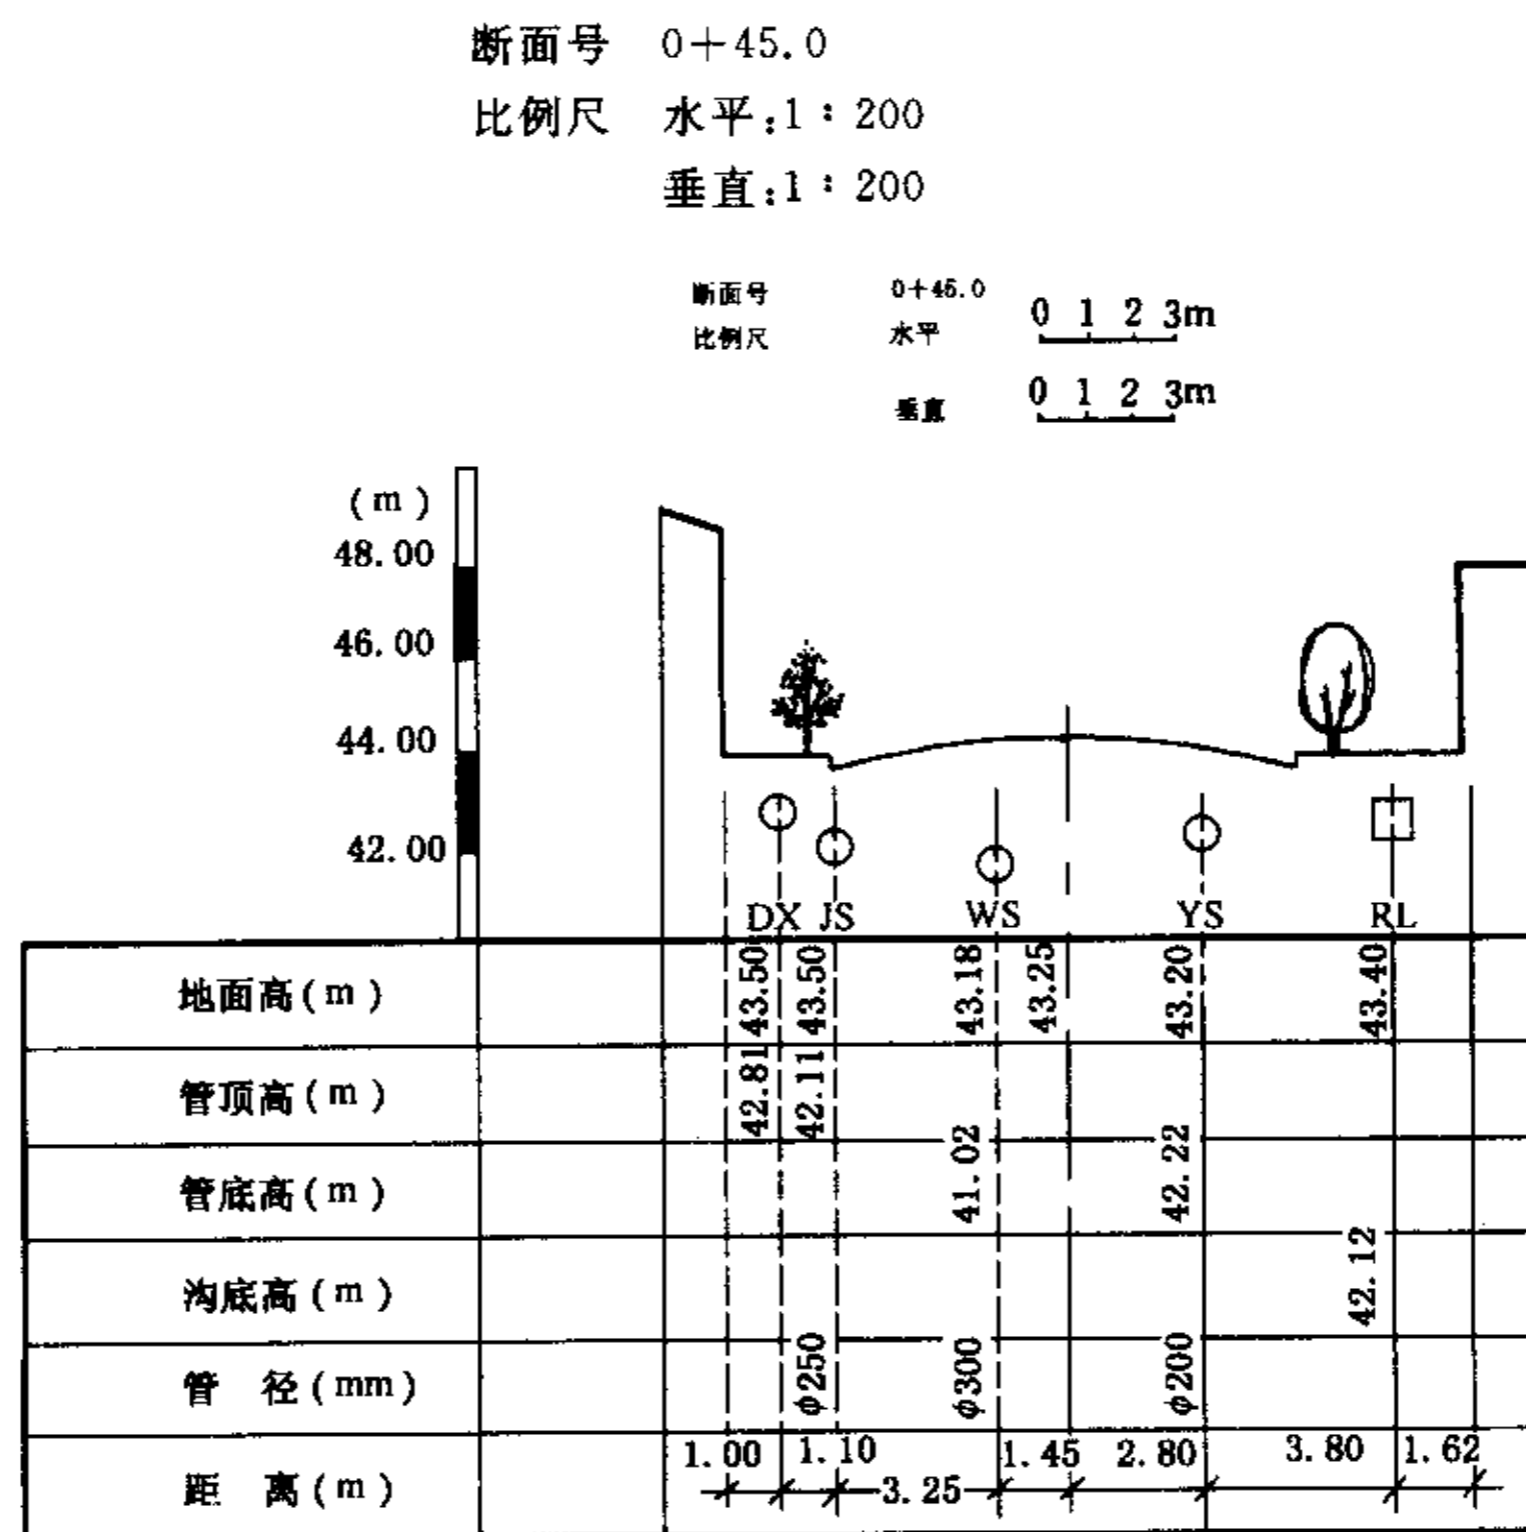 断面号 0+45.0
比例尺 水平:1:200
垂直:1:200
断面号 0+45.0
比例尺 水平 0 1 2 3m
垂直 0 1 2 3m
(m)
48.00
46.00
44.00
42.00
DX JS WS YS RL
地面高(m) 43.50 43.50 43.18 43.25 43.20 43.40
管顶高(m) 42.81 42.11
管底高(m) 41.02 42.22
沟底高(m) 42.12
管 径(mm) φ250 φ300 φ200
距 离(m) 1.00 1.10 3.25 1.45 2.80 3.80 1.62